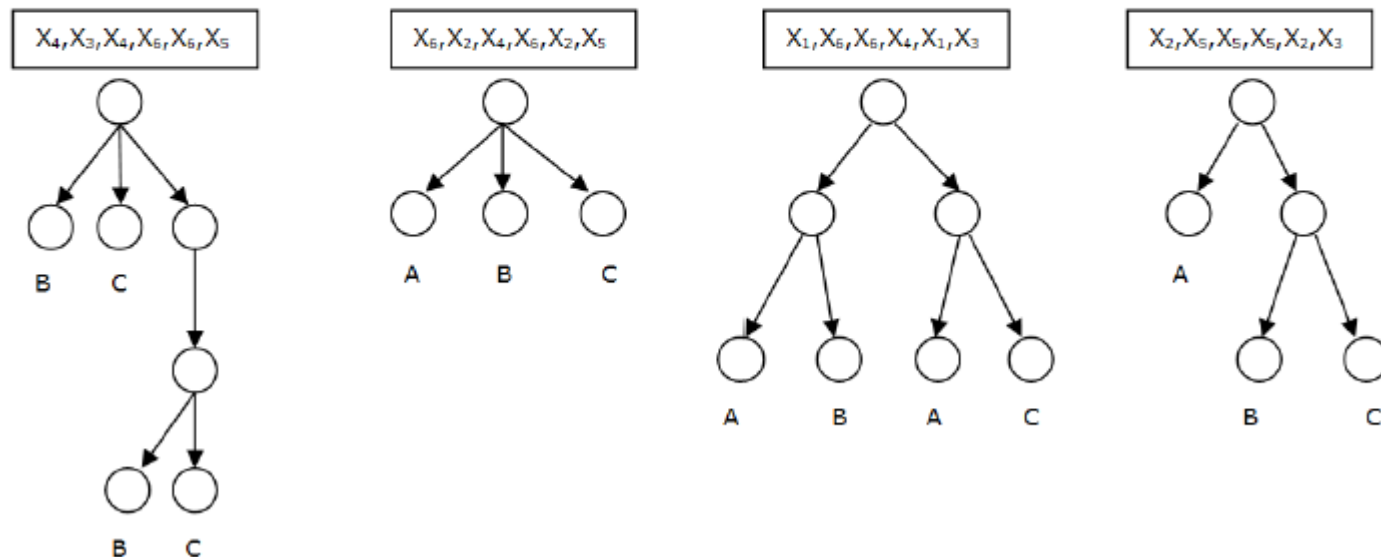 X₄,X₃,X₄,X₆,X₆,X₅
X₆,X₂,X₄,X₆,X₂,X₅
X₁,X₆,X₆,X₄,X₁,X₃
X₂,X₅,X₅,X₅,X₂,X₃
B C
A B C
A
A B A C
B C
B C